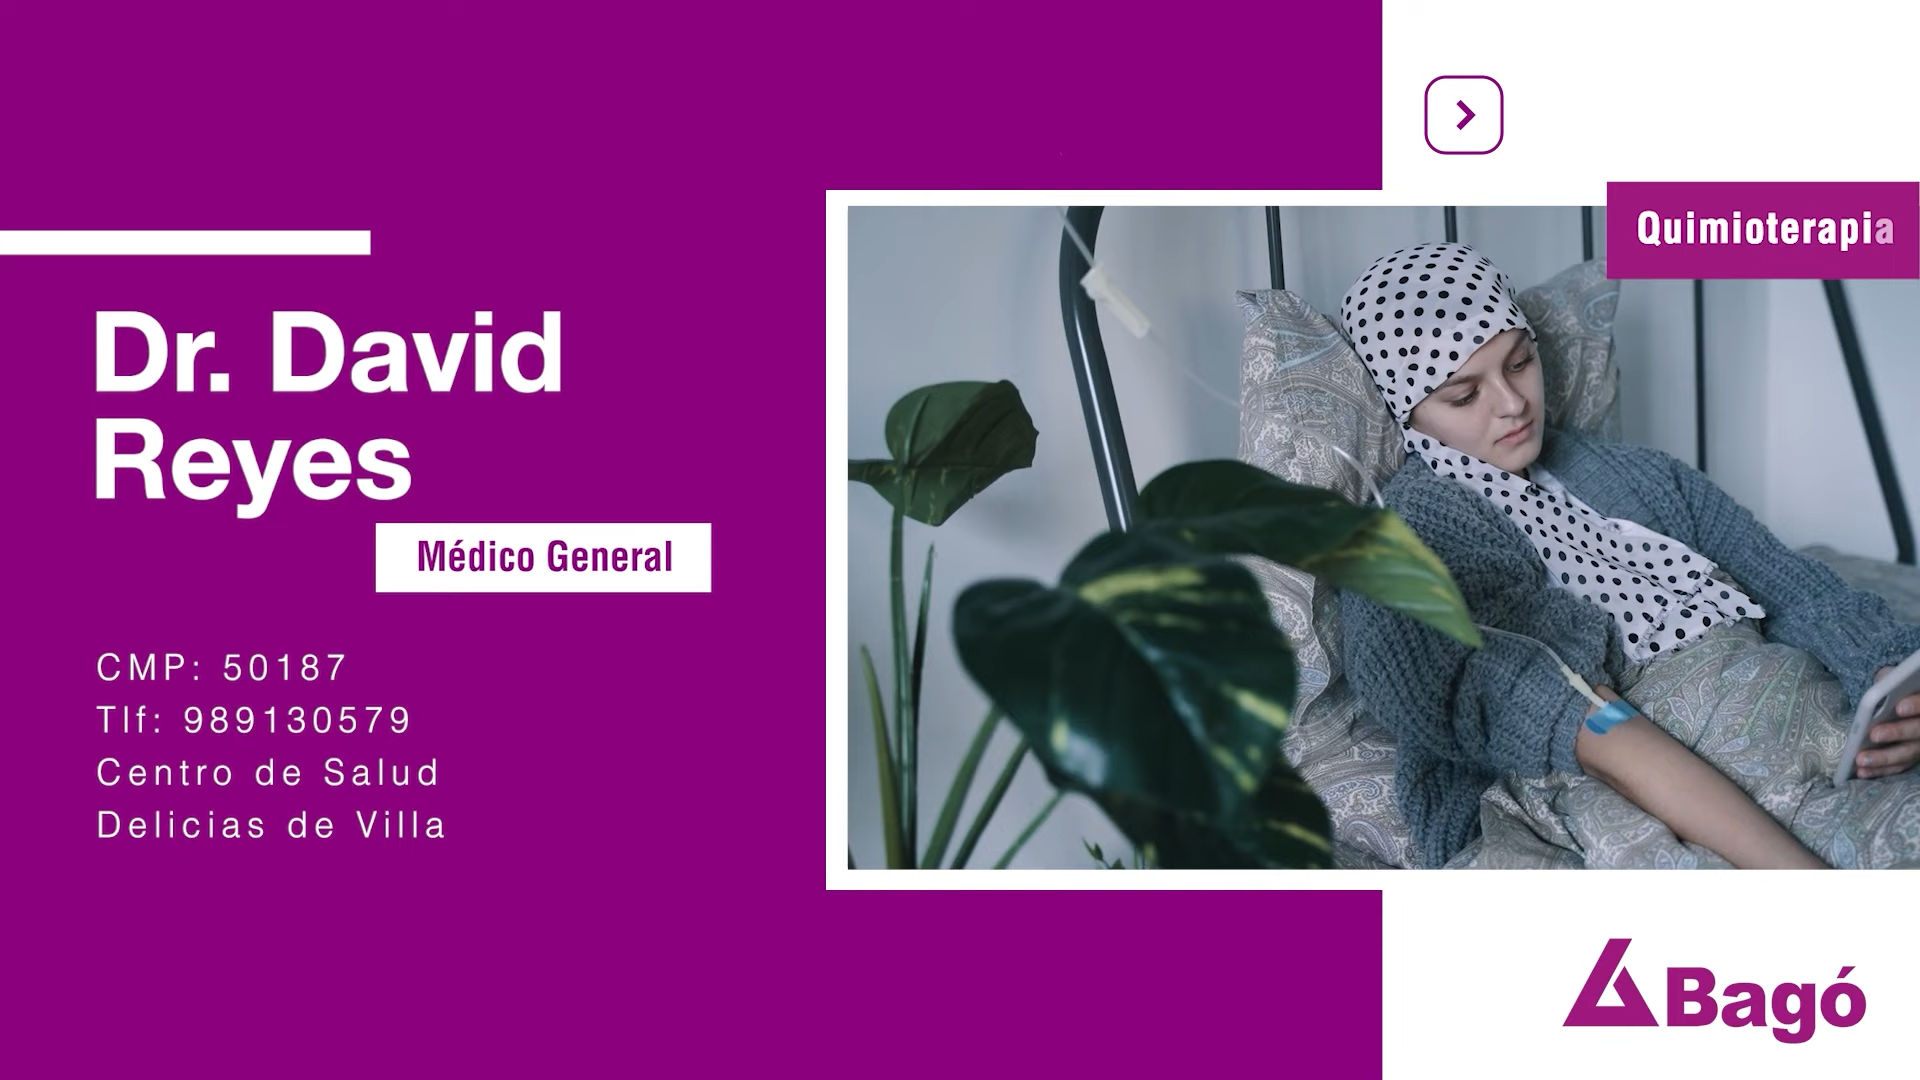 Dr. David
Reyes
Médico General
CMP: 50187
Tlf: 989130579
Centro de Salud
Delicias de Villa
Quimioterapia
Bagó